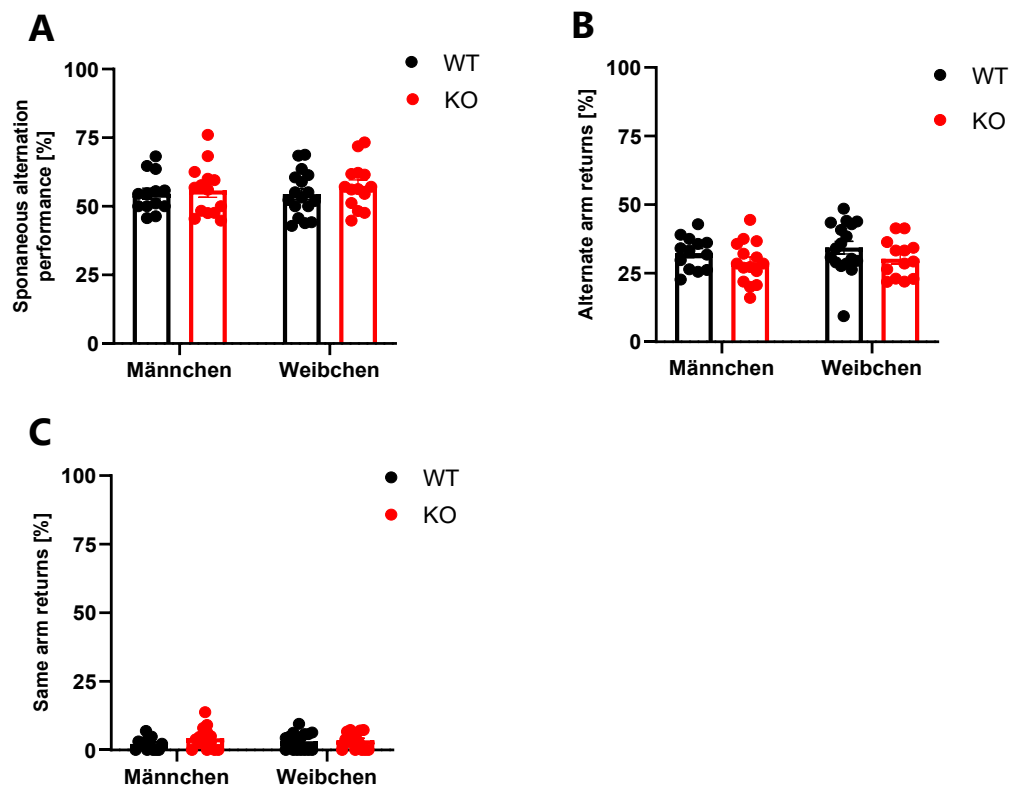 A
WT
KO
Sponaneous alternation
performance [%]
100
75
50
25
0
Männchen Weibchen
B
WT
KO
Alternate arm returns [%]
100
75
50
25
0
Männchen Weibchen
C
WT
KO
Same arm returns [%]
100
75
50
25
0
Männchen Weibchen